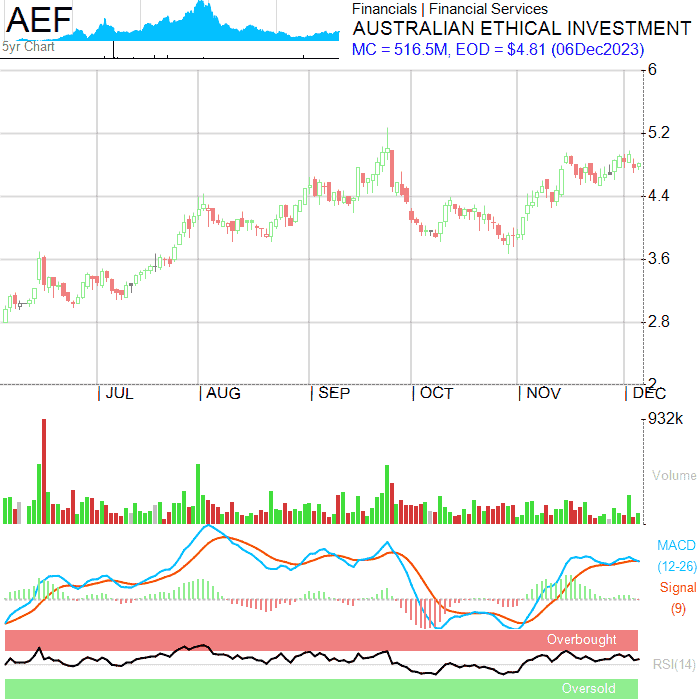 AEF
5yr Chart
Financials | Financial Services
AUSTRALIAN ETHICAL INVESTMENT
MC = 516.5M, EOD = $4.81 (06Dec2023)
6
5.2
4.4
3.6
2.8
2
JUL AUG SEP OCT NOV DEC
932k
Volume
MACD
(12-26)
Signal
(9)
Overbought
RSI(14)
Oversold